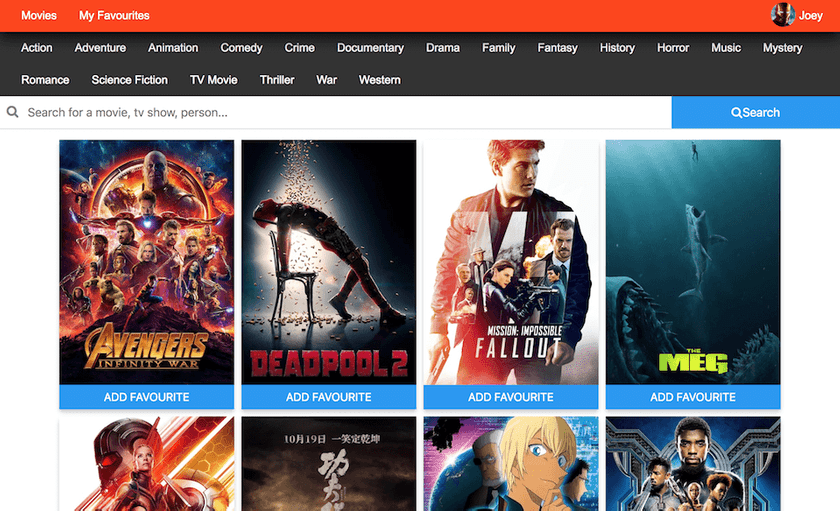 Movies My Favourites Joey
Action Adventure Animation Comedy Crime Documentary Drama Family Fantasy History Horror Music Mystery
Romance Science Fiction TV Movie Thriller War Western
Search for a movie, tv show, person... Search
AVENGERS
INFINITY WAR
DEADPOOL 2
MISSION: IMPOSSIBLE
FALLOUT
THE
MEG
ADD FAVOURITE ADD FAVOURITE ADD FAVOURITE ADD FAVOURITE
10月19日 一笑定乾坤
功
夫